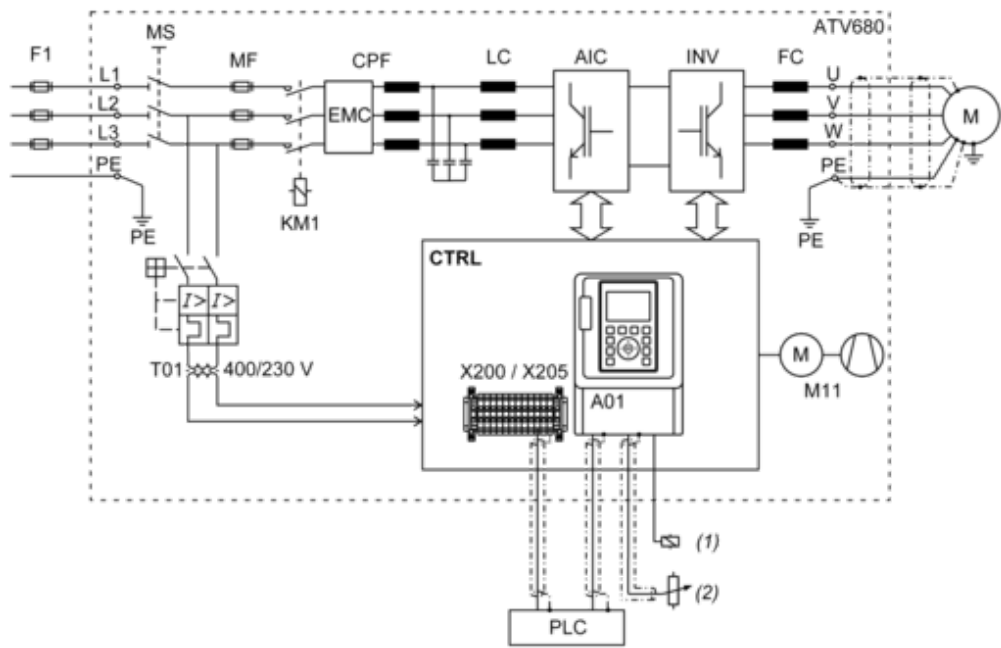 ATV680
F1 MS MF CPF LC AIC INV FC
L1 U
L2 EMC V M
L3 W
PE PE
PE KM1 PE
CTRL
I> I>
T01 400/230 V
X200 / X205
A01
M
M11
(1)
(2)
PLC